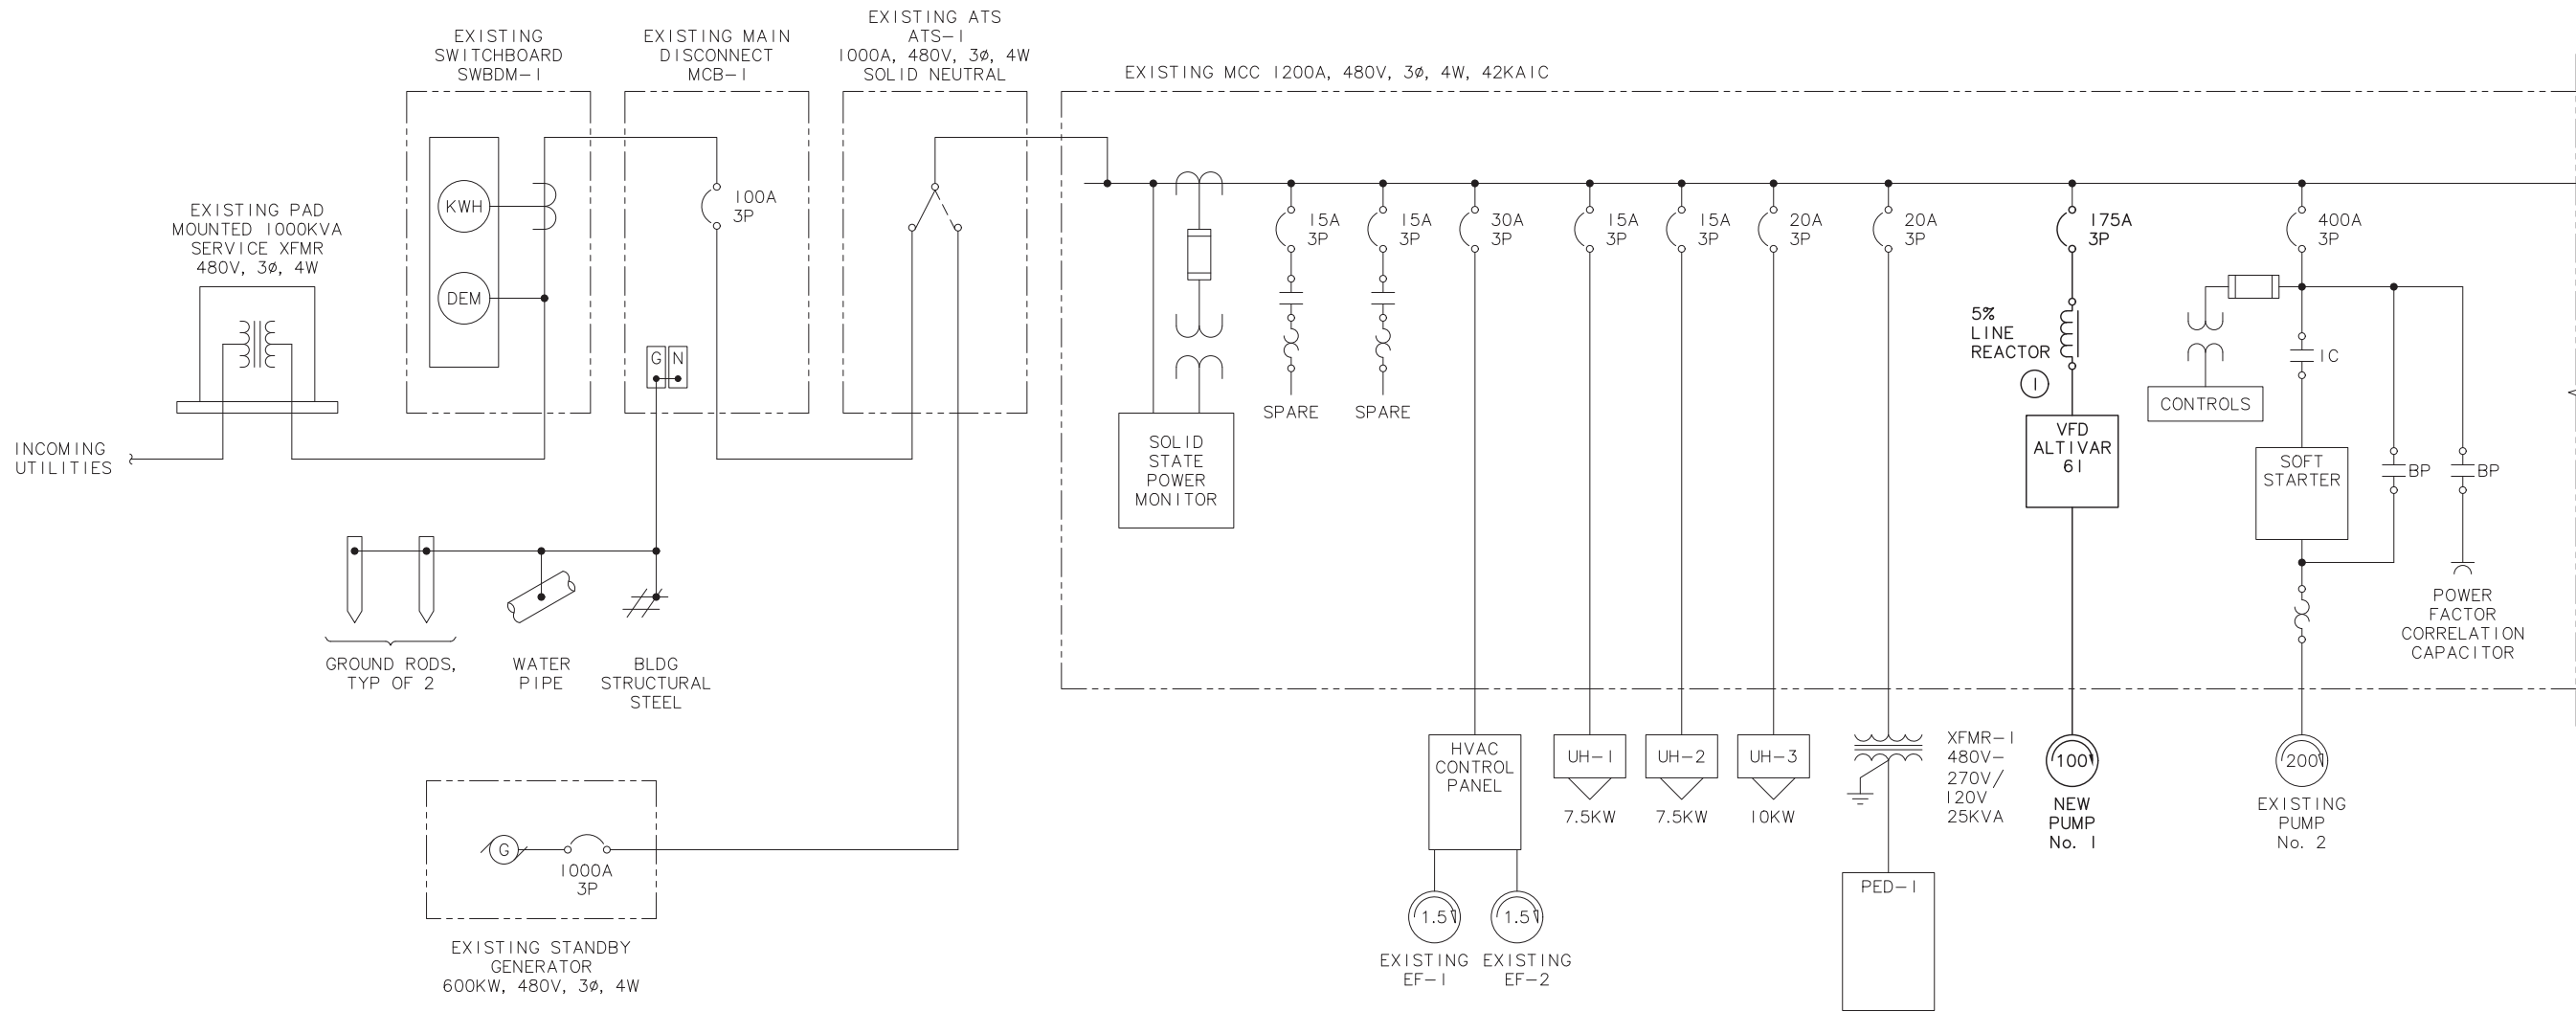 EXISTING
SWITCHBOARD
SWBDM-1
EXISTING MAIN
DISCONNECT
MCB-1
EXISTING ATS
ATS-1
1000A, 480V, 3ø, 4W
SOLID NEUTRAL
EXISTING MCC 1200A, 480V, 3ø, 4W, 42KAIC
EXISTING PAD
MOUNTED 1000KVA
SERVICE XFMR
480V, 3ø, 4W
KWH
DEM
100A
3P
G N
INCOMING
UTILITIES
GROUND RODS,
TYP OF 2
WATER
PIPE
BLDG
STRUCTURAL
STEEL
G
1000A
3P
EXISTING STANDBY
GENERATOR
600KW, 480V, 3ø, 4W
SOLID
STATE
POWER
MONITOR
15A
3P
SPARE
15A
3P
SPARE
30A
3P
HVAC
CONTROL
PANEL
1.5
EXISTING
EF-1
1.5
EXISTING
EF-2
15A
3P
UH-1
7.5KW
15A
3P
UH-2
7.5KW
20A
3P
UH-3
10KW
20A
3P
XFMR-1
480V-
270V/
120V
25KVA
PED-1
175A
3P
5%
LINE
REACTOR
1
VFD
ALTIVAR
61
100
NEW
PUMP
No. 1
400A
3P
CONTROLS
1C
SOFT
STARTER
BP
BP
POWER
FACTOR
CORRELATION
CAPACITOR
200
EXISTING
PUMP
No. 2